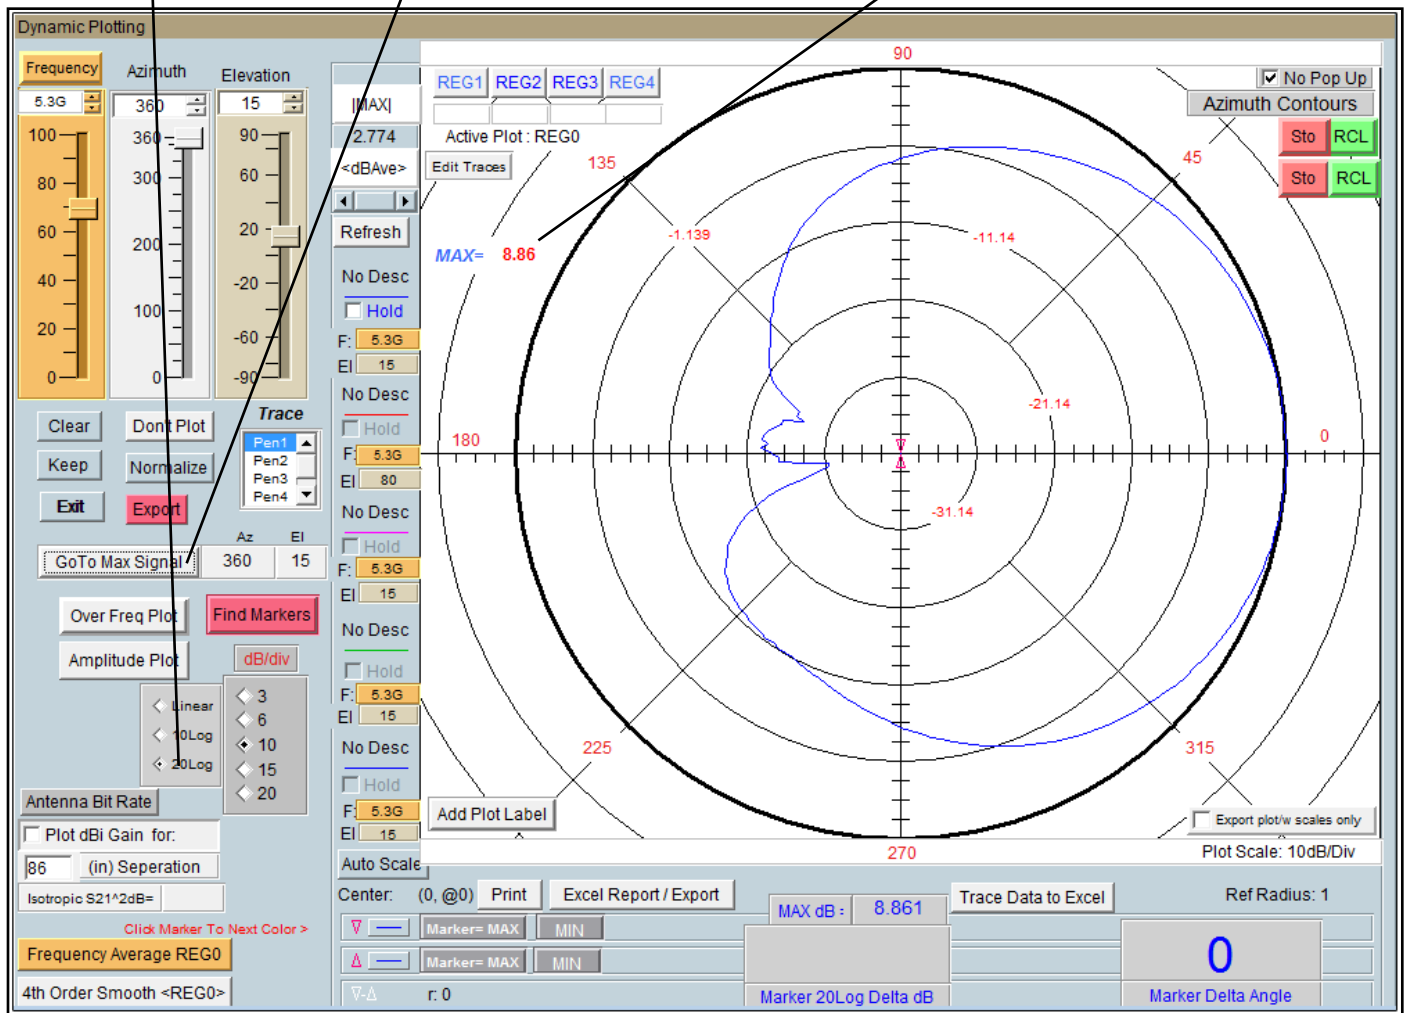 Dynamic Plotting
Frequency
Azimuth
Elevation
5.3G
360
15
100
80
60
40
20
0
360
300
200
100
0
90
60
20
-20
-60
-90
Clear
Don't Plot
Keep
Normalize
Exit
Export
Trace
Pen1
Pen2
Pen3
Pen4
Az
El
GoTo Max Signal
360
15
Over Freq Plot
Find Markers
Amplitude Plot
dB/div
Linear
10Log
20Log
3
6
10
15
20
Antenna Bit Rate
Plot dBi Gain for:
86
(in) Seperation
Isotropic S21^2dB=
Click Marker To Next Color >
Frequency Average REG0
4th Order Smooth <REG0>
|MAX|
2.774
<dBAve>
Refresh
No Desc
Hold
F: 5.3G
El 15
No Desc
Hold
F: 5.3G
El 80
No Desc
Hold
F: 5.3G
El 15
No Desc
Hold
F: 5.3G
El 15
No Desc
Hold
F: 5.3G
El 15
Auto Scale
REG1
REG2
REG3
REG4
Active Plot : REG0
Edit Traces
MAX= 8.86
90
No Pop Up
Azimuth Contours
Sto
RCL
Sto
RCL
135
45
-1.139
-11.14
-21.14
-31.14
180
0
225
315
270
Add Plot Label
Export plot/w scales only
Plot Scale: 10dB/Div
Center: (0, @0)
Print
Excel Report / Export
MAX dB :
8.861
Trace Data to Excel
Ref Radius: 1
Marker= MAX
MIN
Marker= MAX
MIN
∇-Δ
r: 0
Marker 20Log Delta dB
0
Marker Delta Angle